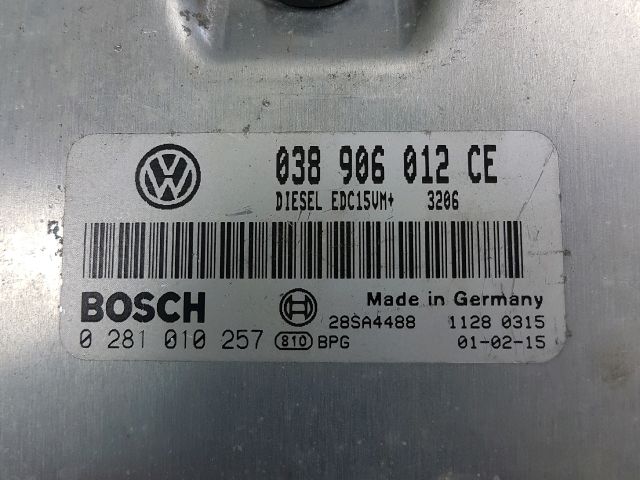 038 906 012 CE
DIESEL EDC15VM+ 3206
BOSCH
Made in Germany
28SA4488 1128 0315
0 281 010 257 810 BPG 01-02-15